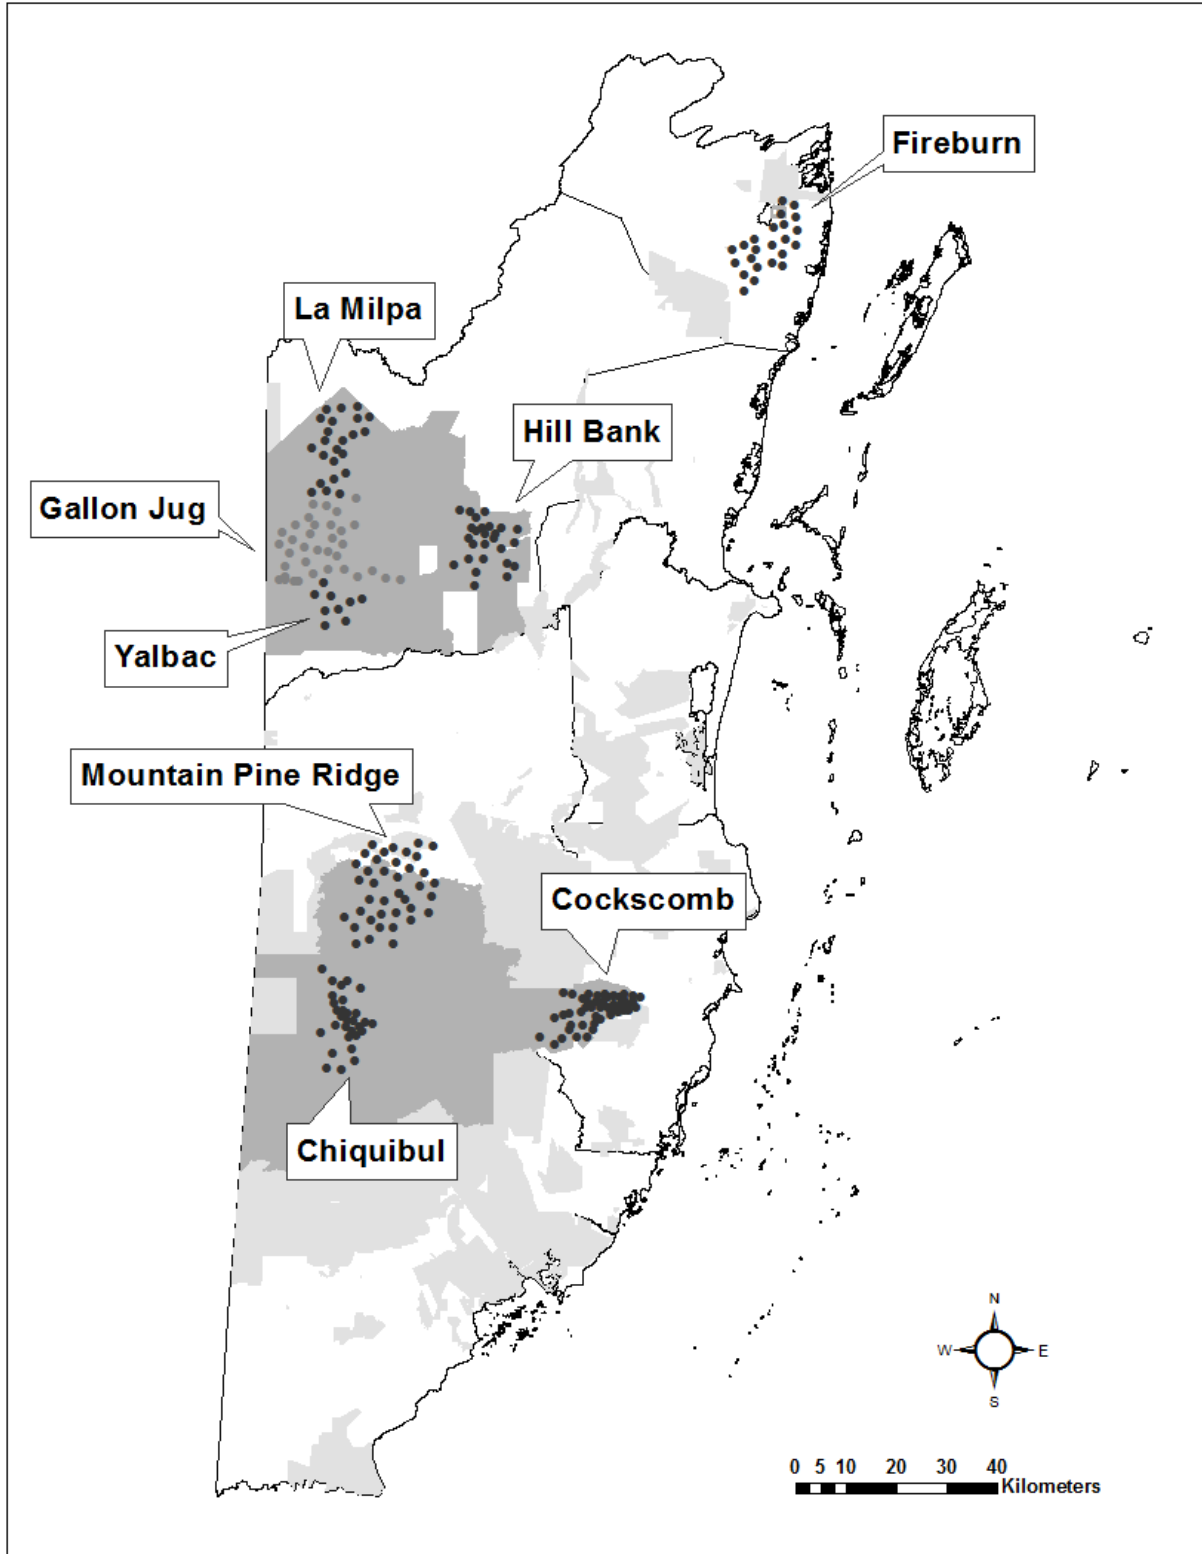 Fireburn
La Milpa
Hill Bank
Gallon Jug
Yalbac
Mountain Pine Ridge
Cockscomb
Chiquibul
N
W E
S
0 5 10 20 30 40
Kilometers